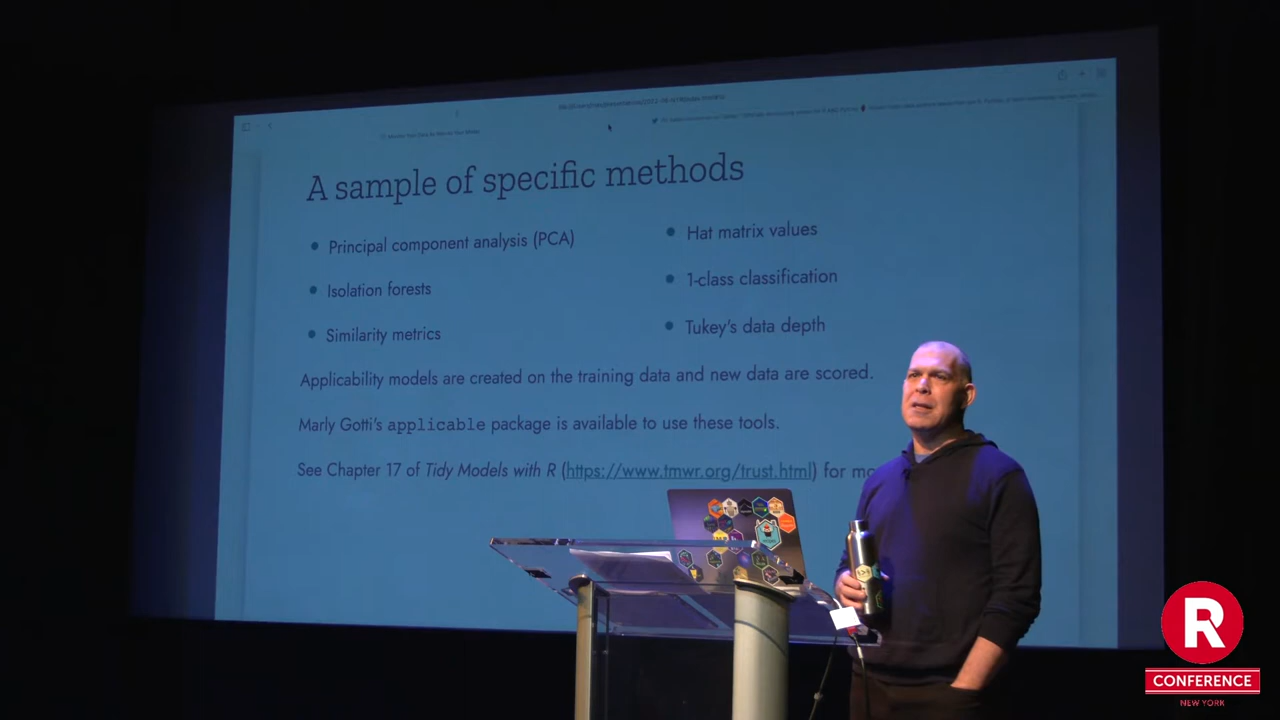 A sample of specific methods
Principal component analysis (PCA)
Isolation forests
Similarity metrics
Hat matrix values
1-class classification
Tukey's data depth
Applicability models are created on the training data and new data are scored.
Marly Gotti's applicable package is available to use these tools.
See Chapter 17 of Tidy Models with R (https://www.tmwr.org/trust.html) for
R
CONFERENCE
NEW YORK